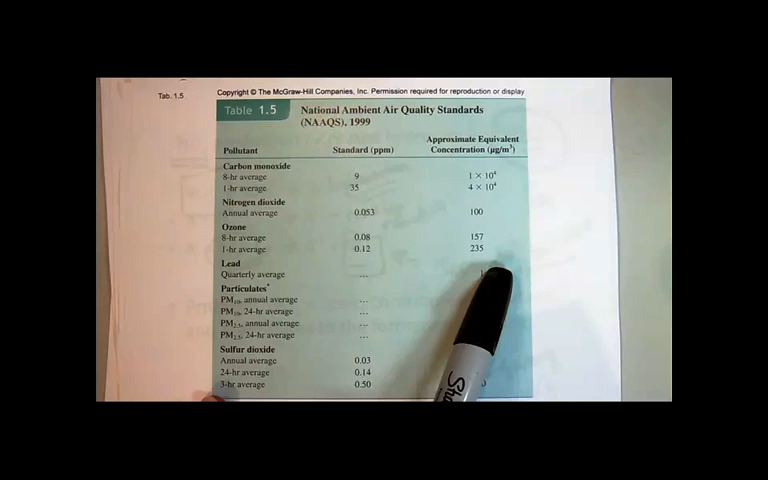 Tab. 1.5
Copyright © The McGraw-Hill Companies, Inc. Permission required for reproduction or display
Table 1.5 National Ambient Air Quality Standards (NAAQS), 1999
Pollutant Standard (ppm) Approximate Equivalent Concentration (μg/m³)
Carbon monoxide
8-hr average 9 1 × 10⁴
1-hr average 35 4 × 10⁴
Nitrogen dioxide
Annual average 0.053 100
Ozone
8-hr average 0.08 157
1-hr average 0.12 235
Lead
Quarterly average ...
Particulates*
PM₁₀, annual average ...
PM₁₀, 24-hr average ...
PM₂.₅, annual average ...
PM₂.₅, 24-hr average ...
Sulfur dioxide
Annual average 0.03
24-hr average 0.14
3-hr average 0.50